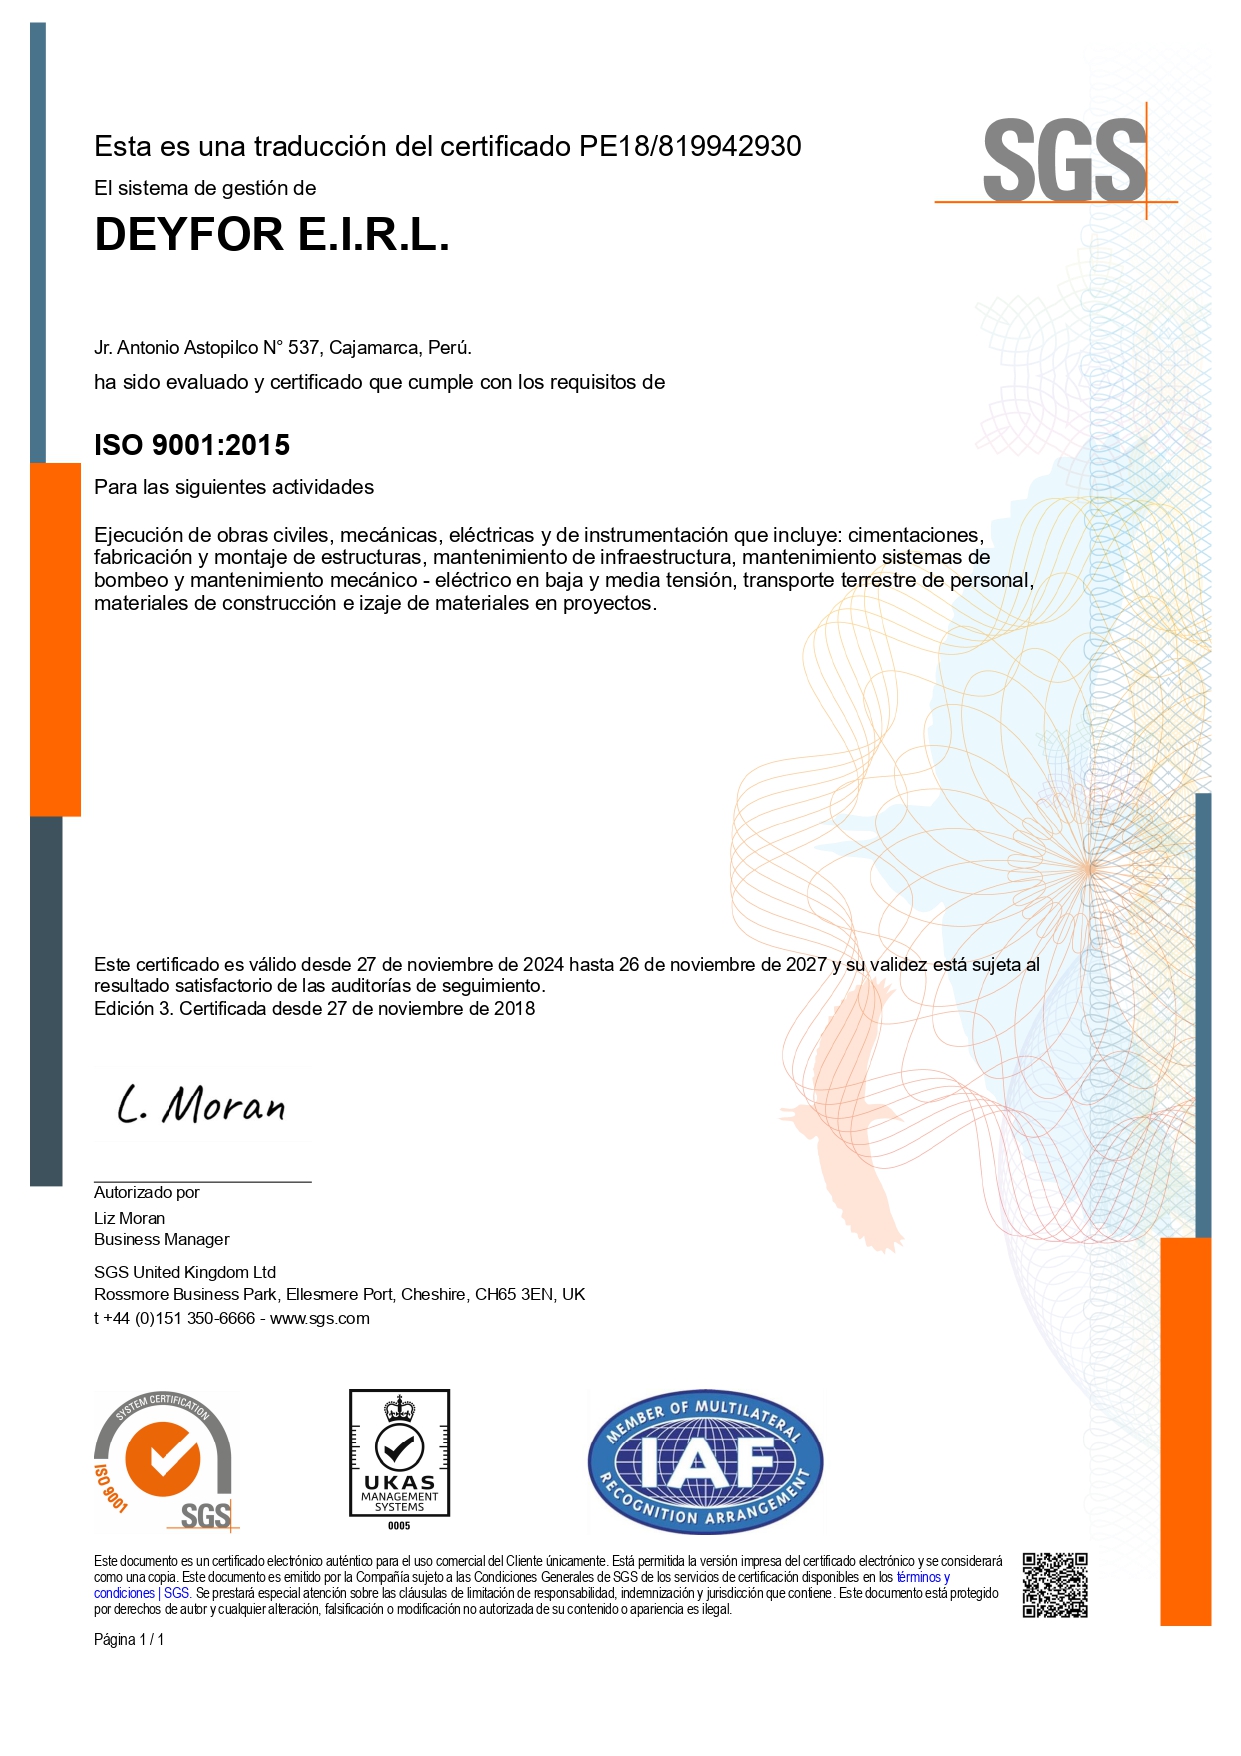 SGS
Esta es una traducción del certificado PE18/819942930
El sistema de gestión de
DEYFOR E.I.R.L.
Jr. Antonio Astopilco N° 537, Cajamarca, Perú.
ha sido evaluado y certificado que cumple con los requisitos de
ISO 9001:2015
Para las siguientes actividades
Ejecución de obras civiles, mecánicas, eléctricas y de instrumentación que incluye: cimentaciones,
fabricación y montaje de estructuras, mantenimiento de infraestructura, mantenimiento sistemas de
bombeo y mantenimiento mecánico - eléctrico en baja y media tensión, transporte terrestre de personal,
materiales de construcción e izaje de materiales en proyectos.
Este certificado es válido desde 27 de noviembre de 2024 hasta 26 de noviembre de 2027 y su validez está sujeta al
resultado satisfactorio de las auditorías de seguimiento.
Edición 3. Certificada desde 27 de noviembre de 2018
L. Moran
Autorizado por
Liz Moran
Business Manager
SGS United Kingdom Ltd
Rossmore Business Park, Ellesmere Port, Cheshire, CH65 3EN, UK
t +44 (0)151 350-6666 - www.sgs.com
SYSTEM CERTIFICATION
ISO 9001
SGS
UKAS
MANAGEMENT
SYSTEMS
0005
MEMBER OF MULTILATERAL
IAF
RECOGNITION ARRANGEMENT
Este documento es un certificado electrónico auténtico para el uso comercial del Cliente únicamente. Está permitida la versión impresa del certificado electrónico y se considerará
como una copia. Este documento es emitido por la Compañía sujeto a las Condiciones Generales de SGS de los servicios de certificación disponibles en los términos y
condiciones | SGS. Se prestará especial atención sobre las cláusulas de limitación de responsabilidad, indemnización y jurisdicción que contiene. Este documento está protegido
por derechos de autor y cualquier alteración, falsificación o modificación no autorizada de su contenido o apariencia es ilegal.
Página 1 / 1